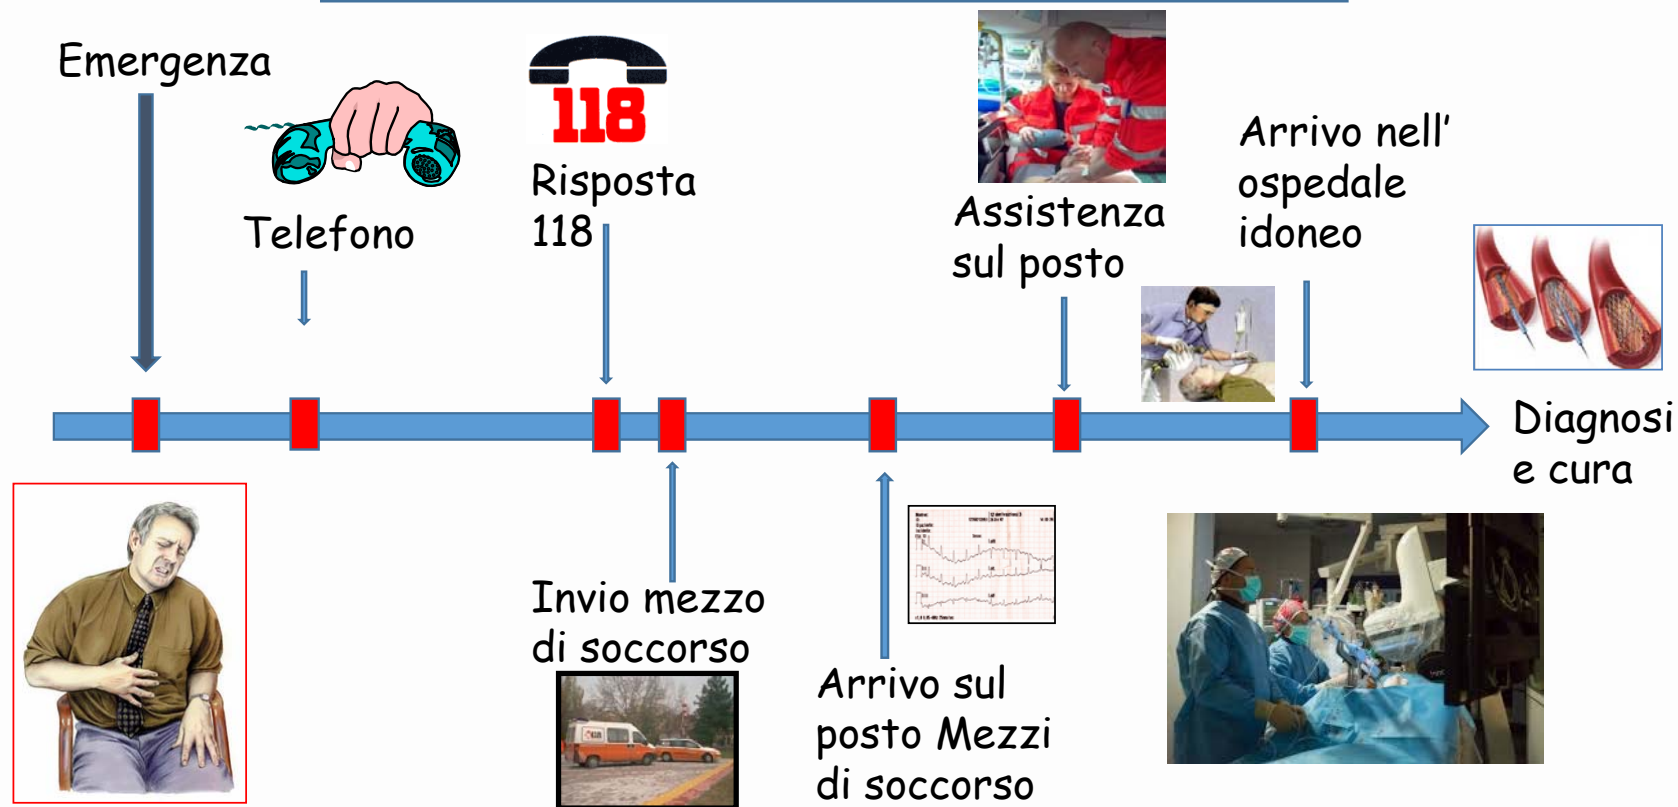 Emergenza
Telefono
118
Risposta
118
Invio mezzo
di soccorso
Arrivo sul
posto Mezzi
di soccorso
Assistenza
sul posto
Arrivo nell'
ospedale
idoneo
Diagnosi
e cura